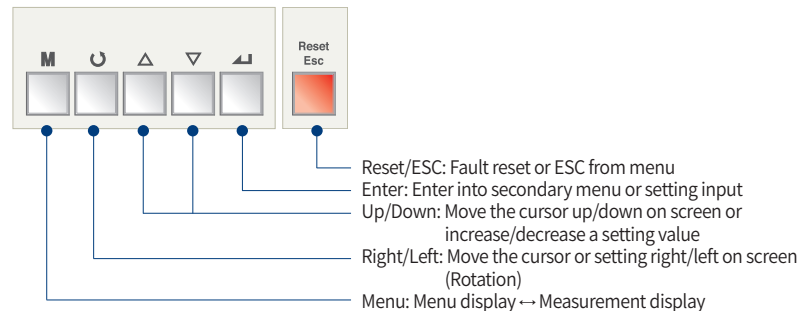 Reset
Esc
M
Reset/ESC: Fault reset or ESC from menu
Enter: Enter into secondary menu or setting input
Up/Down: Move the cursor up/down on screen or
increase/decrease a setting value
Right/Left: Move the cursor or setting right/left on screen
(Rotation)
Menu: Menu display ↔ Measurement display